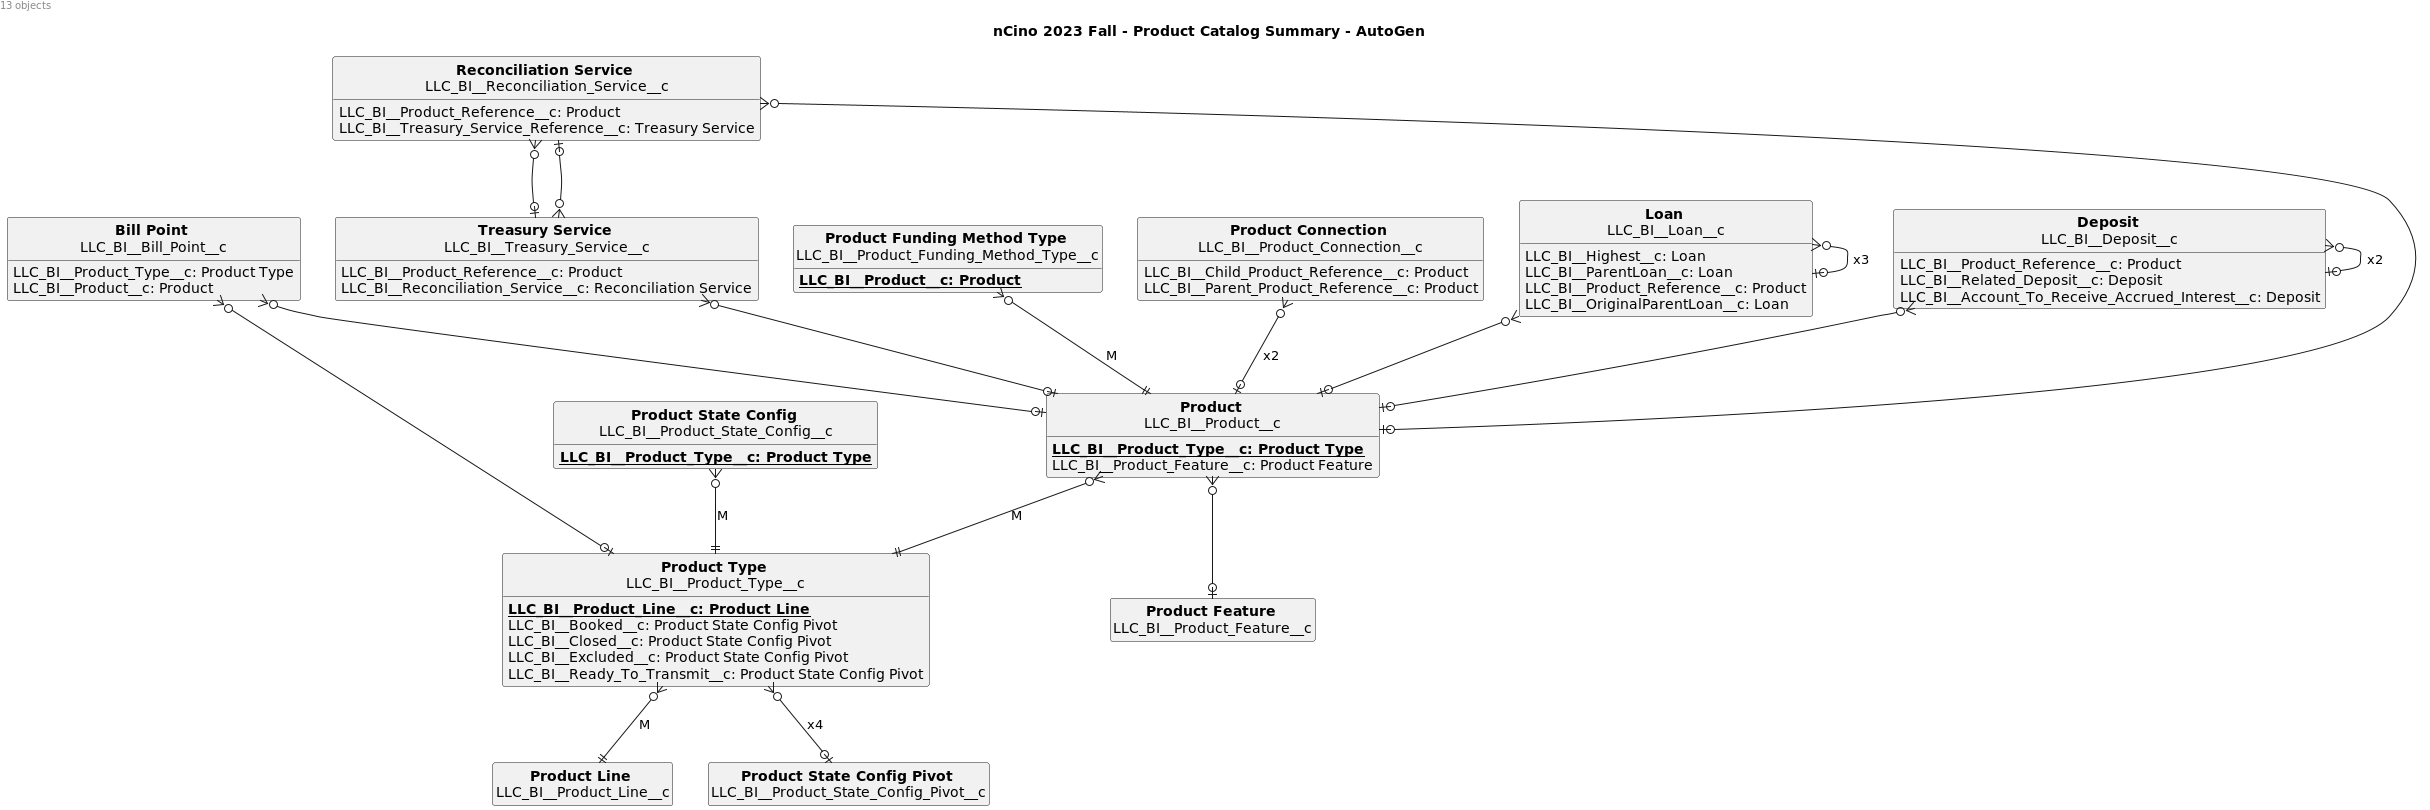 13 objects
nCino 2023 Fall - Product Catalog Summary - AutoGen
Reconciliation Service
LLC_BI__Reconciliation_Service__c
LLC_BI__Product_Reference__c: Product
LLC_BI__Treasury_Service_Reference__c: Treasury Service
Bill Point
LLC_BI__Bill_Point__c
LLC_BI__Product_Type__c: Product Type
LLC_BI__Product__c: Product
Treasury Service
LLC_BI__Treasury_Service__c
LLC_BI__Product_Reference__c: Product
LLC_BI__Reconciliation_Service__c: Reconciliation Service
Product Funding Method Type
LLC_BI__Product_Funding_Method_Type__c
LLC_BI__Product__c: Product
Product Connection
LLC_BI__Product_Connection__c
LLC_BI__Child_Product_Reference__c: Product
LLC_BI__Parent_Product_Reference__c: Product
Loan
LLC_BI__Loan__c
LLC_BI__Highest__c: Loan
LLC_BI__ParentLoan__c: Loan
LLC_BI__Product_Reference__c: Product
LLC_BI__OriginalParentLoan__c: Loan
x3
Deposit
LLC_BI__Deposit__c
LLC_BI__Product_Reference__c: Product
LLC_BI__Related_Deposit__c: Deposit
LLC_BI__Account_To_Receive_Accrued_Interest__c: Deposit
x2
M
x2
Product State Config
LLC_BI__Product_State_Config__c
LLC_BI__Product_Type__c: Product Type
Product
LLC_BI__Product__c
LLC_BI__Product_Type__c: Product Type
LLC_BI__Product_Feature__c: Product Feature
M
M
Product Type
LLC_BI__Product_Type__c
LLC_BI__Product_Line__c: Product Line
LLC_BI__Booked__c: Product State Config Pivot
LLC_BI__Closed__c: Product State Config Pivot
LLC_BI__Excluded__c: Product State Config Pivot
LLC_BI__Ready_To_Transmit__c: Product State Config Pivot
Product Feature
LLC_BI__Product_Feature__c
M
x4
Product Line
LLC_BI__Product_Line__c
Product State Config Pivot
LLC_BI__Product_State_Config_Pivot__c